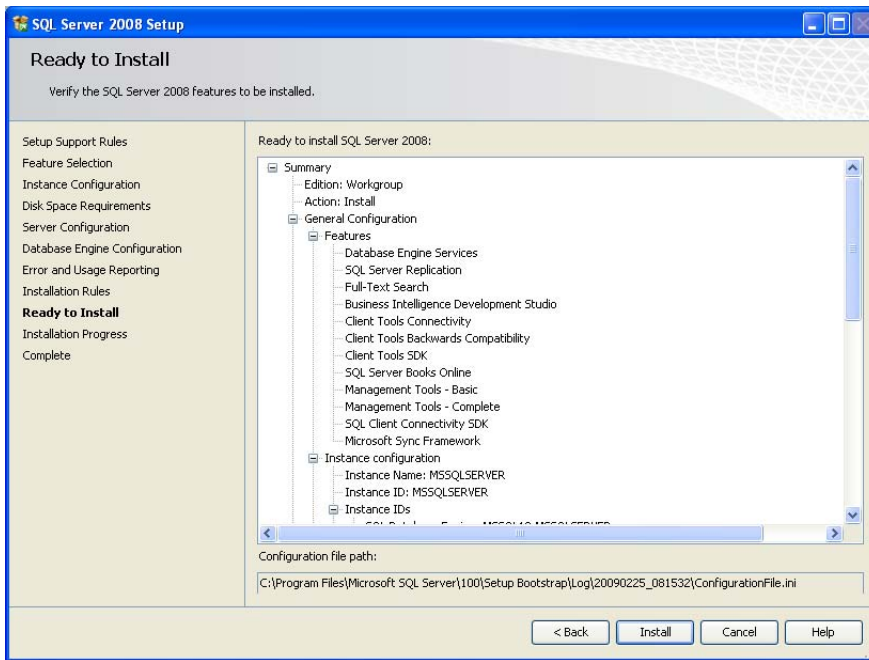 SQL Server 2008 Setup
Ready to Install
Verify the SQL Server 2008 features to be installed.
Setup Support Rules
Feature Selection
Instance Configuration
Disk Space Requirements
Server Configuration
Database Engine Configuration
Error and Usage Reporting
Installation Rules
Ready to Install
Installation Progress
Complete
Ready to install SQL Server 2008:
Summary
Edition: Workgroup
Action: Install
General Configuration
Features
Database Engine Services
SQL Server Replication
Full-Text Search
Business Intelligence Development Studio
Client Tools Connectivity
Client Tools Backwards Compatibility
Client Tools SDK
SQL Server Books Online
Management Tools - Basic
Management Tools - Complete
SQL Client Connectivity SDK
Microsoft Sync Framework
Instance configuration
Instance Name: MSSQLSERVER
Instance ID: MSSQLSERVER
Instance IDs
Configuration file path:
C:\Program Files\Microsoft SQL Server\100\Setup Bootstrap\Log\20090225_081532\ConfigurationFile.ini
< Back
Install
Cancel
Help